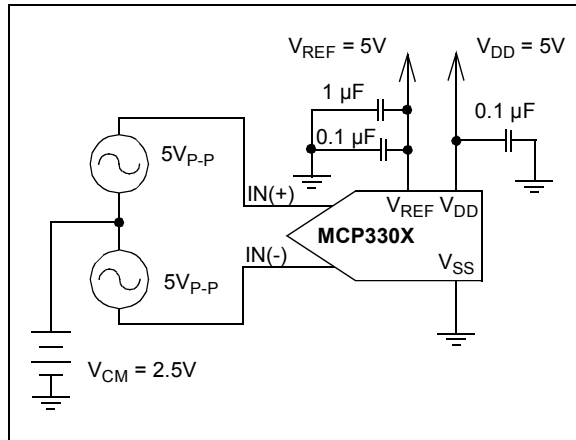 V_REF = 5V
V_DD = 5V
1 µF
0.1 µF
0.1 µF
5V_P-P
IN(+)
V_REF V_DD
MCP330X
IN(-)
V_SS
5V_P-P
V_CM = 2.5V